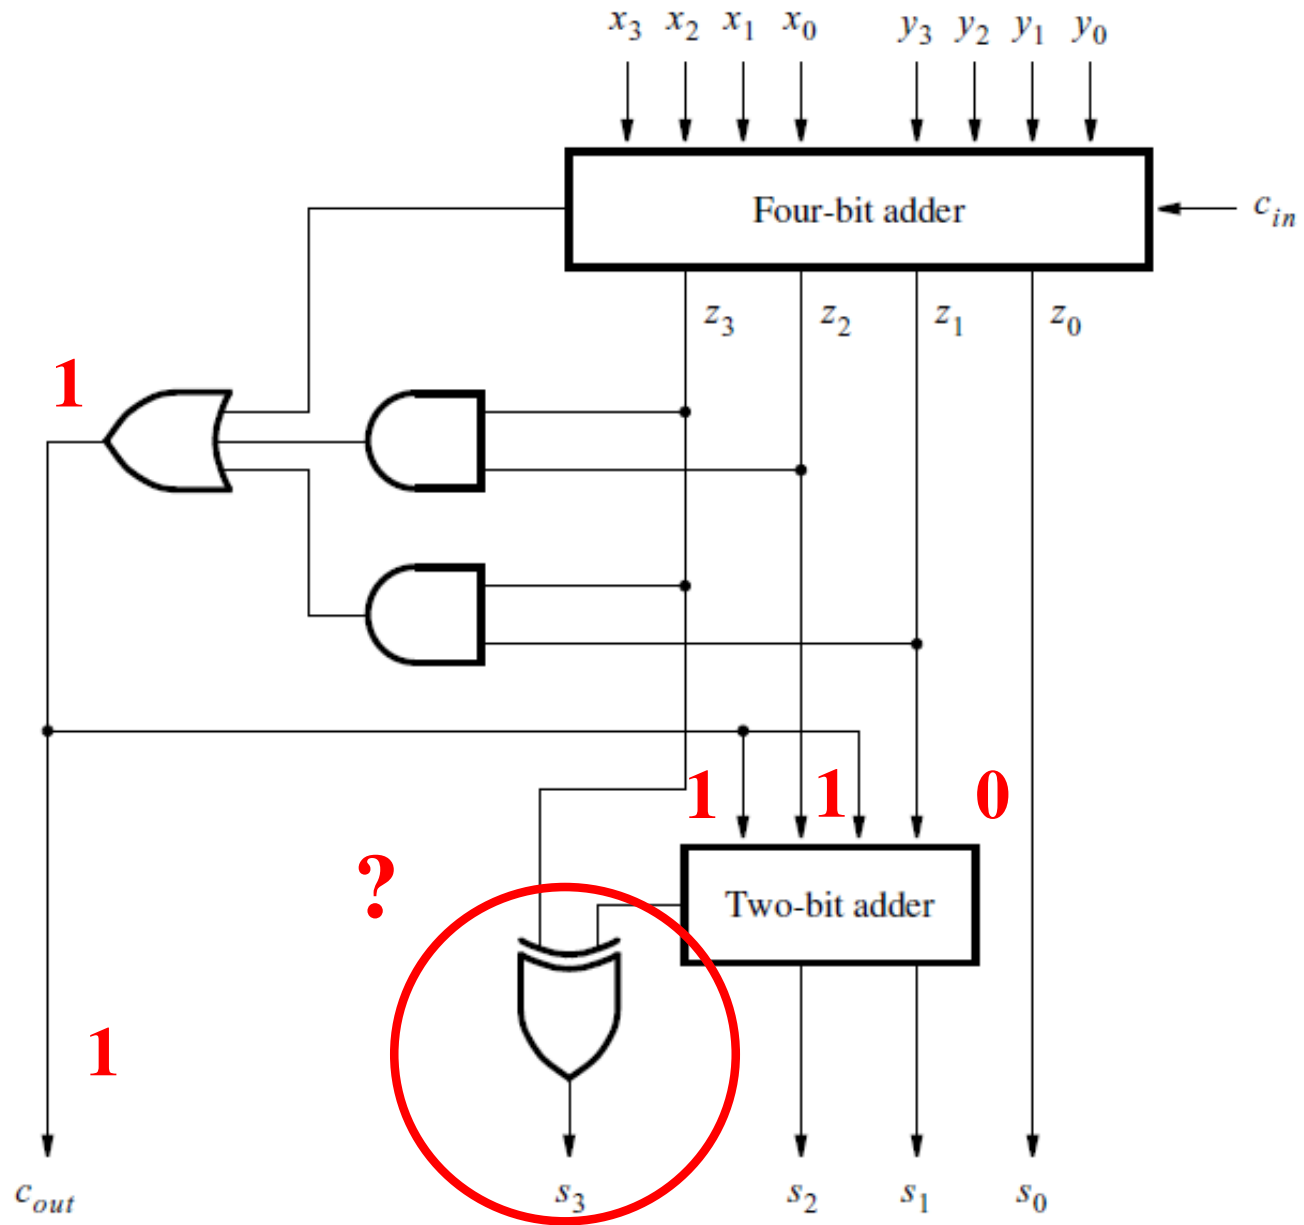 x3 x2 x1 x0 y3 y2 y1 y0
Four-bit adder
cin
z3 z2 z1 z0
1
1 1 0
?
Two-bit adder
1
cout s3 s2 s1 s0